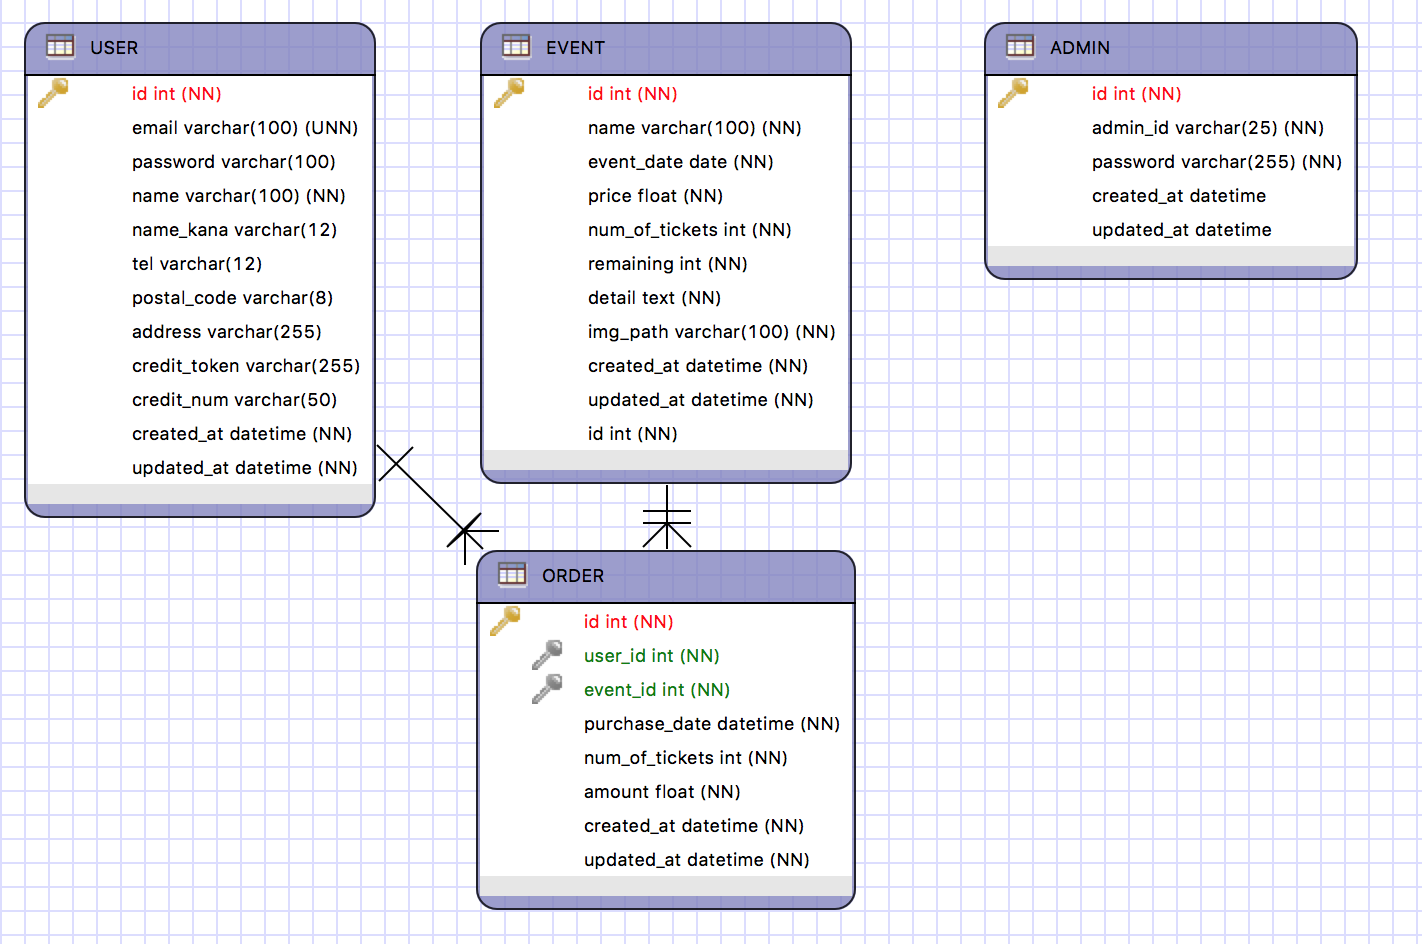 USER
id int (NN)
email varchar(100) (UNN)
password varchar(100)
name varchar(100) (NN)
name_kana varchar(12)
tel varchar(12)
postal_code varchar(8)
address varchar(255)
credit_token varchar(255)
credit_num varchar(50)
created_at datetime (NN)
updated_at datetime (NN)
EVENT
id int (NN)
name varchar(100) (NN)
event_date date (NN)
price float (NN)
num_of_tickets int (NN)
remaining int (NN)
detail text (NN)
img_path varchar(100) (NN)
created_at datetime (NN)
updated_at datetime (NN)
id int (NN)
ADMIN
id int (NN)
admin_id varchar(25) (NN)
password varchar(255) (NN)
created_at datetime
updated_at datetime
ORDER
id int (NN)
user_id int (NN)
event_id int (NN)
purchase_date datetime (NN)
num_of_tickets int (NN)
amount float (NN)
created_at datetime (NN)
updated_at datetime (NN)